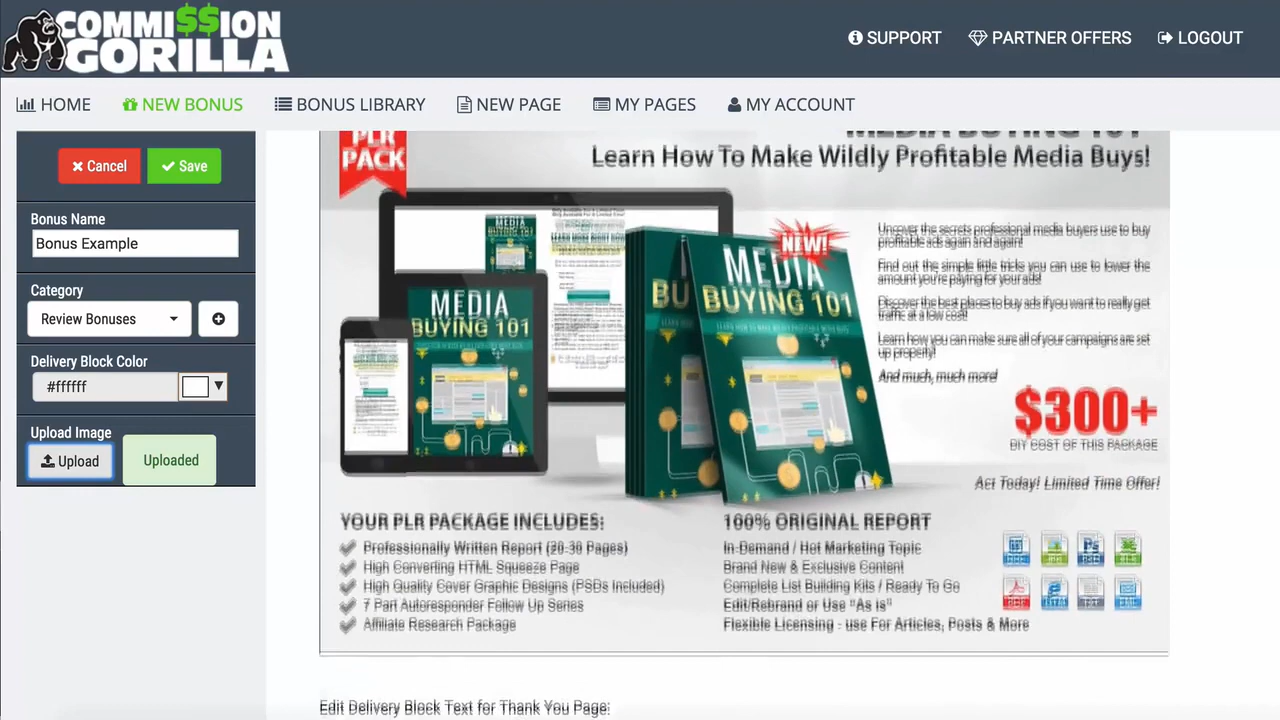 COMMI$$ION
GORILLA
SUPPORT
PARTNER OFFERS
LOGOUT
HOME
NEW BONUS
BONUS LIBRARY
NEW PAGE
MY PAGES
MY ACCOUNT
Cancel
Save
Bonus Name
Bonus Example
Category
Review Bonuses
Delivery Block Color
#ffffff
Upload Image
Upload
Uploaded
PLR
PACK
MEDIA BUYING 101
Learn How To Make Wildly Profitable Media Buys!
NEW!
MEDIA
BUYING 101
MEDIA
BUYING 101
Uncover the secrets professional media buyers use to buy
profitable ads again and again!
Find out the simple little tricks you can use to lower the
amount you're paying for your ads!
Discover the best places to buy ads if you want to really get
traffic at a low cost!
Learn how you can make sure all of your campaigns are set
up properly!
And much, much more!
$300+
DIY COST OF THIS PACKAGE
Act Today! Limited Time Offer!
YOUR PLR PACKAGE INCLUDES:
Professionally Written Report (20-30 Pages)
High Converting HTML Squeeze Page
High Quality Cover Graphic Designs (PSDs Included)
7 Part Autoresponder Follow Up Series
Affiliate Research Package
100% ORIGINAL REPORT
In-Demand / Hot Marketing Topic
Brand New & Exclusive Content
Complete List Building Kits / Ready To Go
Edit/Rebrand or Use "As is"
Flexible Licensing - use For Articles, Posts & More
Edit Delivery Block Text for Thank You Page: